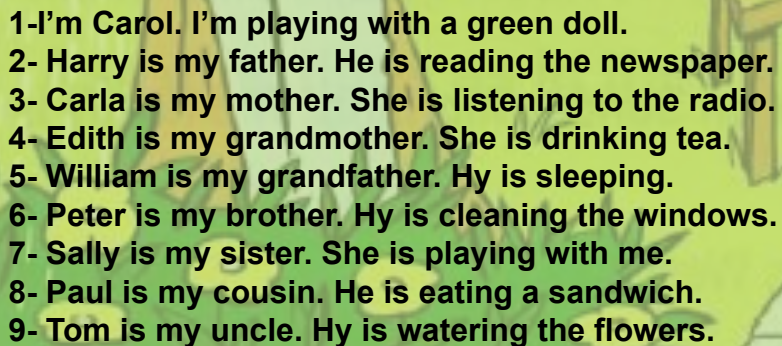 1-I’m Carol. I’m playing with a green doll.
2- Harry is my father. He is reading the newspaper.
3- Carla is my mother. She is listening to the radio.
4- Edith is my grandmother. She is drinking tea.
5- William is my grandfather. Hy is sleeping.
6- Peter is my brother. Hy is cleaning the windows.
7- Sally is my sister. She is playing with me.
8- Paul is my cousin. He is eating a sandwich.
9- Tom is my uncle. Hy is watering the flowers.